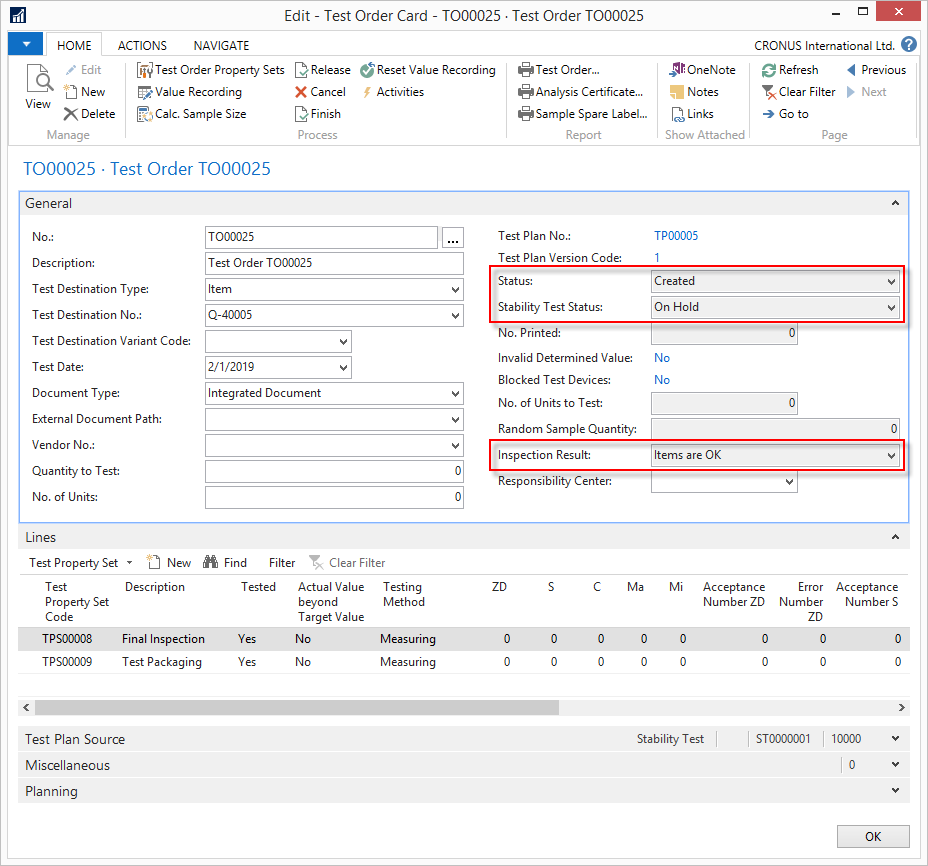 Edit - Test Order Card - TO00025 · Test Order TO00025
HOME ACTIONS NAVIGATE CRONUS International Ltd. ?
View
Edit
New
Delete
Manage
Test Order Property Sets
Value Recording
Calc. Sample Size
Release
Cancel
Finish
Reset Value Recording
Activities
Process
Test Order...
Analysis Certificate...
Sample Spare Label...
Report
OneNote
Notes
Links
Show Attached
Refresh
Clear Filter
Go to
Previous
Next
Page
TO00025 · Test Order TO00025
General
No.: TO00025 ...
Description: Test Order TO00025
Test Destination Type: Item
Test Destination No.: Q-40005
Test Destination Variant Code:
Test Date: 2/1/2019
Document Type: Integrated Document
External Document Path:
Vendor No.:
Quantity to Test: 0
No. of Units: 0
Test Plan No.: TP00005
Test Plan Version Code: 1
Status: Created
Stability Test Status: On Hold
No. Printed: 0
Invalid Determined Value: No
Blocked Test Devices: No
No. of Units to Test: 0
Random Sample Quantity: 0
Inspection Result: Items are OK
Responsibility Center:
Lines
Test Property Set New Find Filter Clear Filter
Test Property Set Code Description Tested Actual Value beyond Target Value Testing Method ZD S C Ma Mi Acceptance Number ZD Error Number ZD Acceptance Number S
TPS00008 Final Inspection Yes No Measuring 0 0 0 0 0 0 0 0
TPS00009 Test Packaging Yes No Measuring 0 0 0 0 0 0 0 0
Test Plan Source Stability Test ST0000001 10000
Miscellaneous 0
Planning
OK